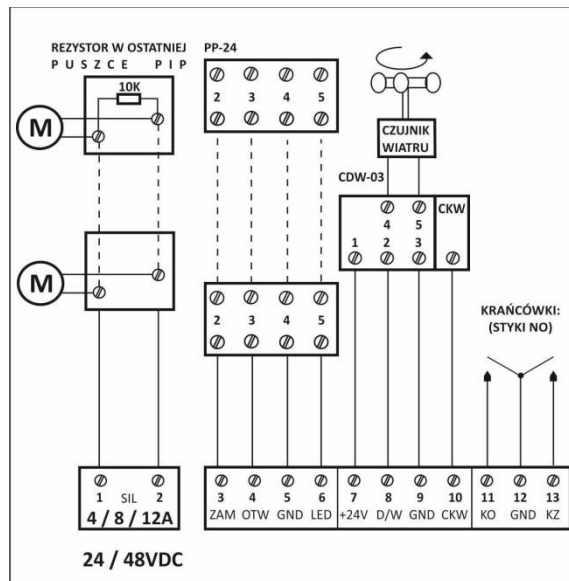 REZYSTOR W OSTATNIEJ
PUSZCE PIP
10K
M
M
1 SIL 2
4 / 8 / 12A
24 / 48VDC
PP-24
2 3 4 5
2 3 4 5
CZUJNIK
WIATRU
CDW-03
CKW
4 5
1 2 3
KRAŃCÓWKI:
(STYKI NO)
3 4 5 6 7 8 9 10 11 12 13
ZAM OTW GND LED +24V D/W GND CKW KO GND KZ